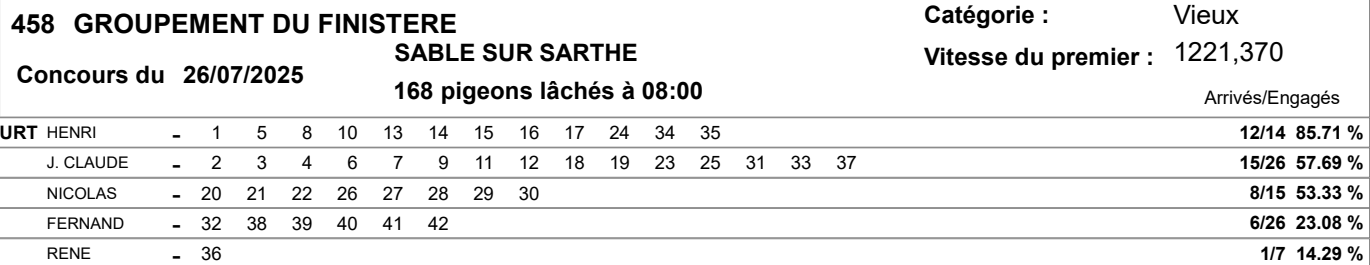 458 GROUPEMENT DU FINISTERE
Catégorie : Vieux
SABLE SUR SARTHE
Vitesse du premier : 1221,370
Concours du 26/07/2025
168 pigeons lâchés à 08:00
Arrivés/Engagés
URT HENRI - 1 5 8 10 13 14 15 16 17 24 34 35 12/14 85.71 %
J. CLAUDE - 2 3 4 6 7 9 11 12 18 19 23 25 31 33 37 15/26 57.69 %
NICOLAS - 20 21 22 26 27 28 29 30 8/15 53.33 %
FERNAND - 32 38 39 40 41 42 6/26 23.08 %
RENE - 36 1/7 14.29 %